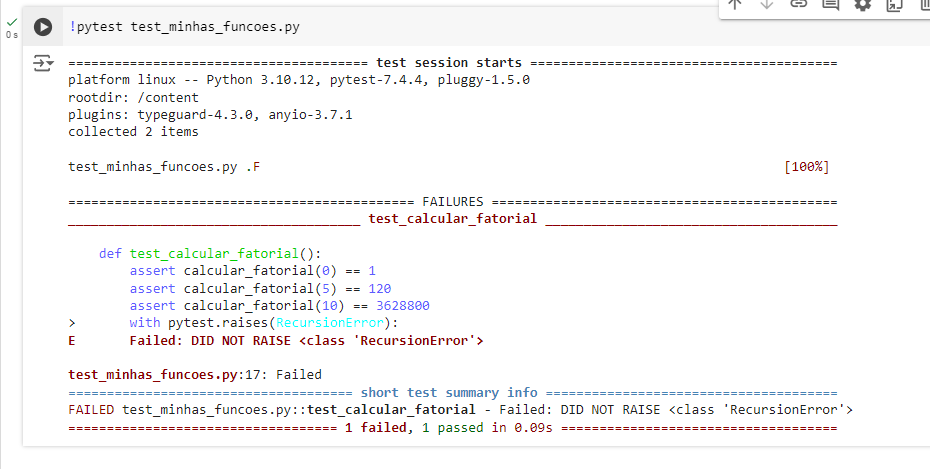 !pytest test_minhas_funcoes.py
0 s
======================================= test session starts ========================================
platform linux -- Python 3.10.12, pytest-7.4.4, pluggy-1.5.0
rootdir: /content
plugins: typeguard-4.3.0, anyio-3.7.1
collected 2 items
test_minhas_funcoes.py .F [100%]
============================================= FAILURES =============================================
______________________________________ test_calcular_fatorial ______________________________________
def test_calcular_fatorial():
assert calcular_fatorial(0) == 1
assert calcular_fatorial(5) == 120
assert calcular_fatorial(10) == 3628800
> with pytest.raises(RecursionError):
E Failed: DID NOT RAISE <class 'RecursionError'>
test_minhas_funcoes.py:17: Failed
===================================== short test summary info ======================================
FAILED test_minhas_funcoes.py::test_calcular_fatorial - Failed: DID NOT RAISE <class 'RecursionError'>
=================================== 1 failed, 1 passed in 0.09s ====================================